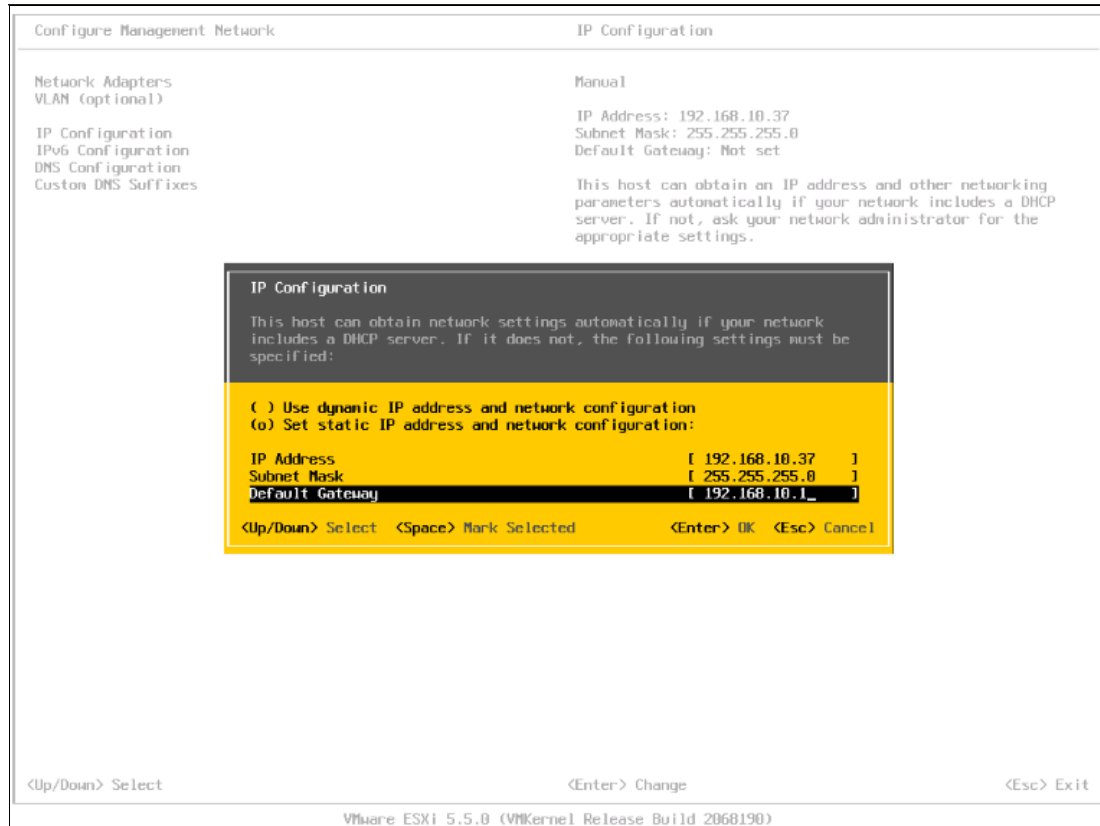 Configure Management Network
IP Configuration
Network Adapters
VLAN (optional)
IP Configuration
IPv6 Configuration
DNS Configuration
Custom DNS Suffixes
Manual
IP Address: 192.168.10.37
Subnet Mask: 255.255.255.0
Default Gateway: Not set
This host can obtain an IP address and other networking
parameters automatically if your network includes a DHCP
server. If not, ask your network administrator for the
appropriate settings.
IP Configuration
This host can obtain network settings automatically if your network
includes a DHCP server. If it does not, the following settings must be
specified:
( ) Use dynamic IP address and network configuration
(o) Set static IP address and network configuration:
IP Address [ 192.168.10.37 ]
Subnet Mask [ 255.255.255.0 ]
Default Gateway [ 192.168.10.1_ ]
<Up/Down> Select <Space> Mark Selected <Enter> OK <Esc> Cancel
<Up/Down> Select <Enter> Change <Esc> Exit
VMware ESXi 5.5.0 (VMKernel Release Build 2068190)